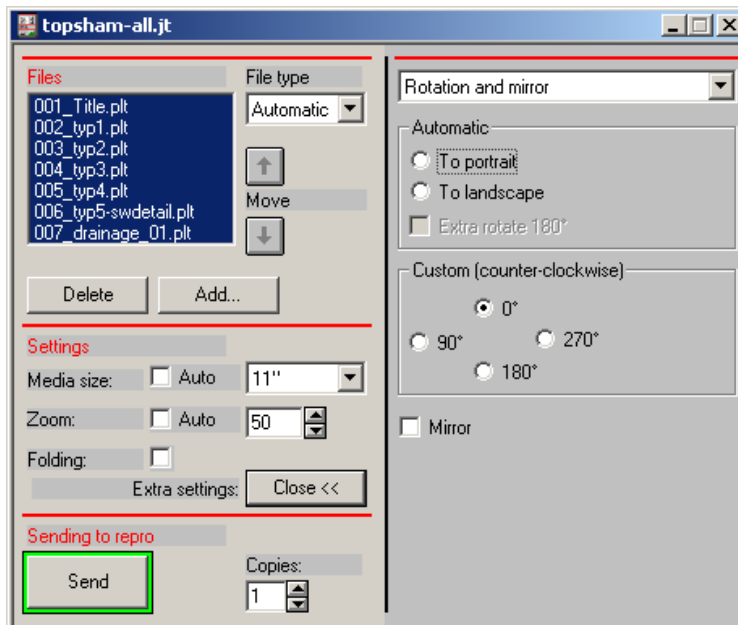 topsham-all.jt
Files
File type
001_Title.plt
002_typ1.plt
003_typ2.plt
004_typ3.plt
005_typ4.plt
006_typ5-swdetail.plt
007_drainage_01.plt
Automatic
Move
Delete
Add...
Settings
Media size:
Auto
11"
Zoom:
Auto
50
Folding:
Extra settings:
Close <<
Sending to repro
Send
Copies:
1
Rotation and mirror
Automatic
To portrait
To landscape
Extra rotate 180°
Custom (counter-clockwise)
0°
90°
270°
180°
Mirror